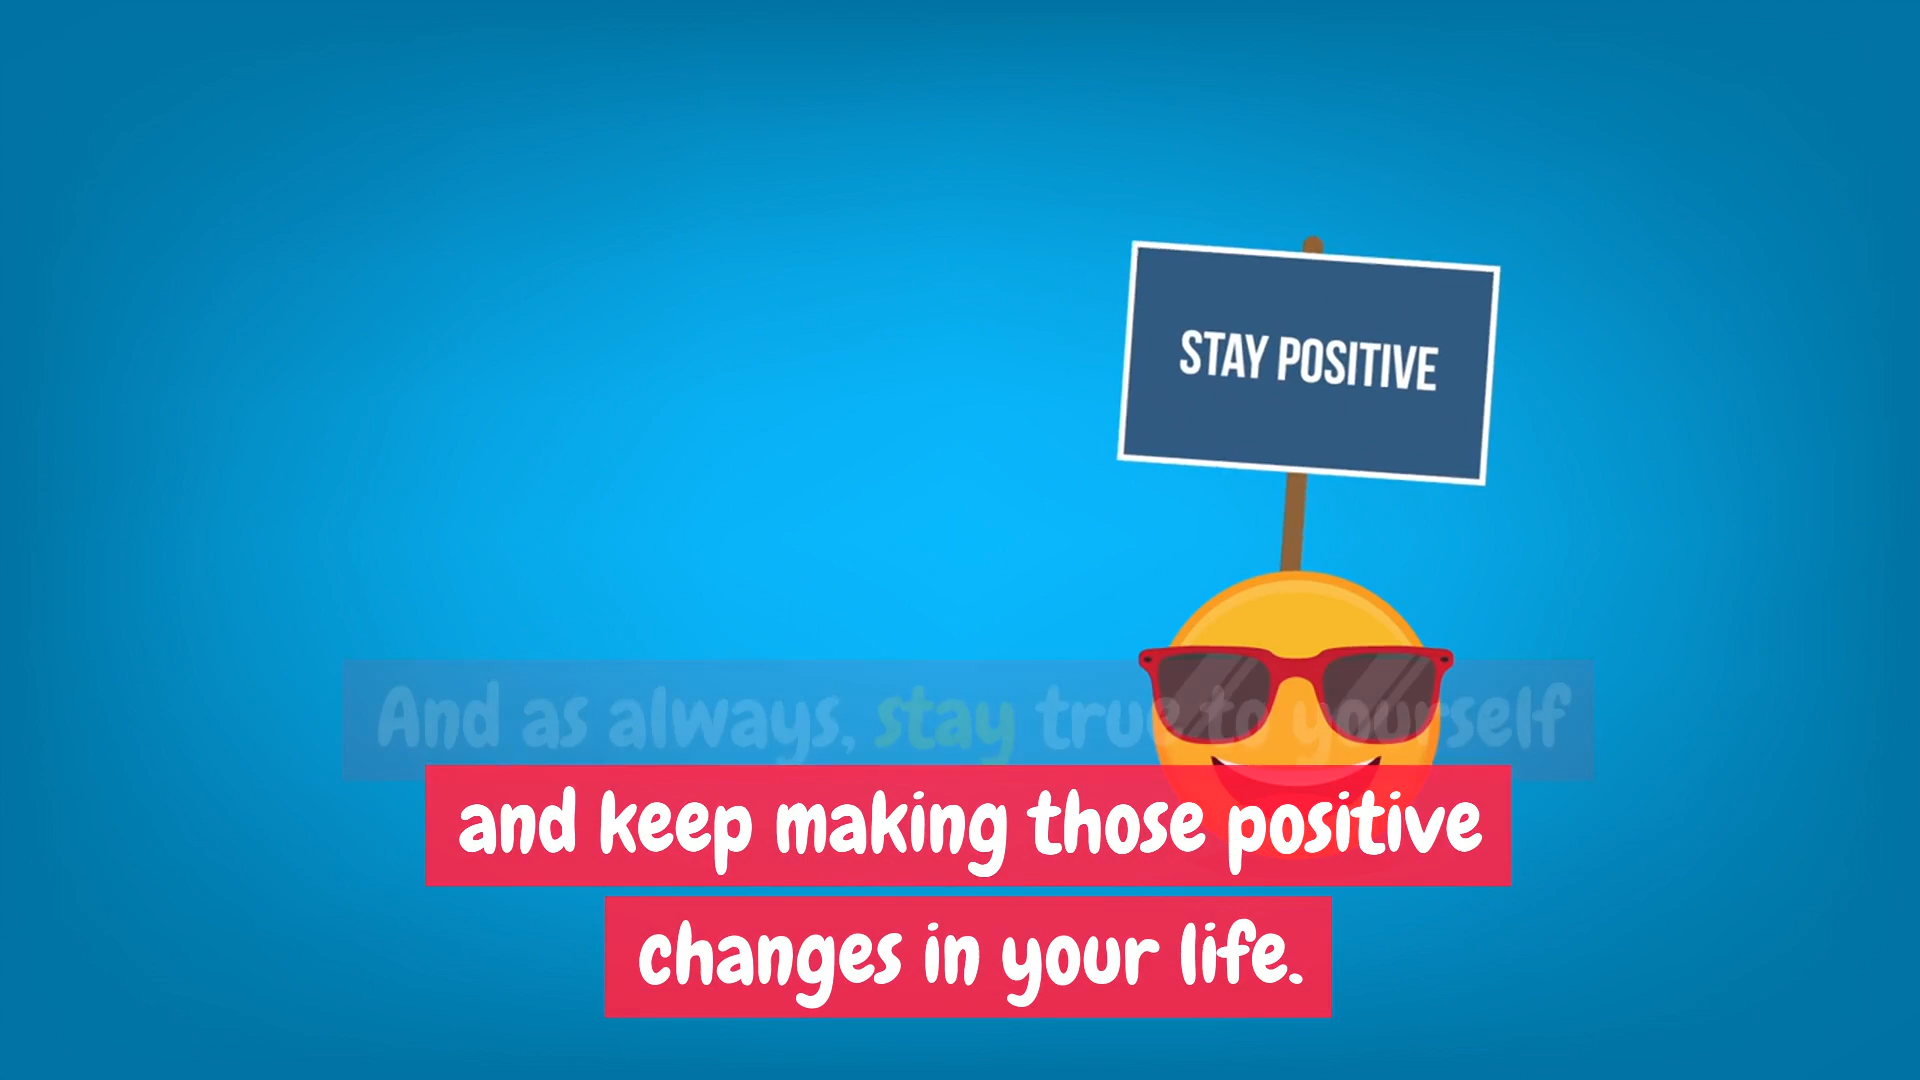 STAY POSITIVE
And as always, stay true to yourself
and keep making those positive
changes in your life.